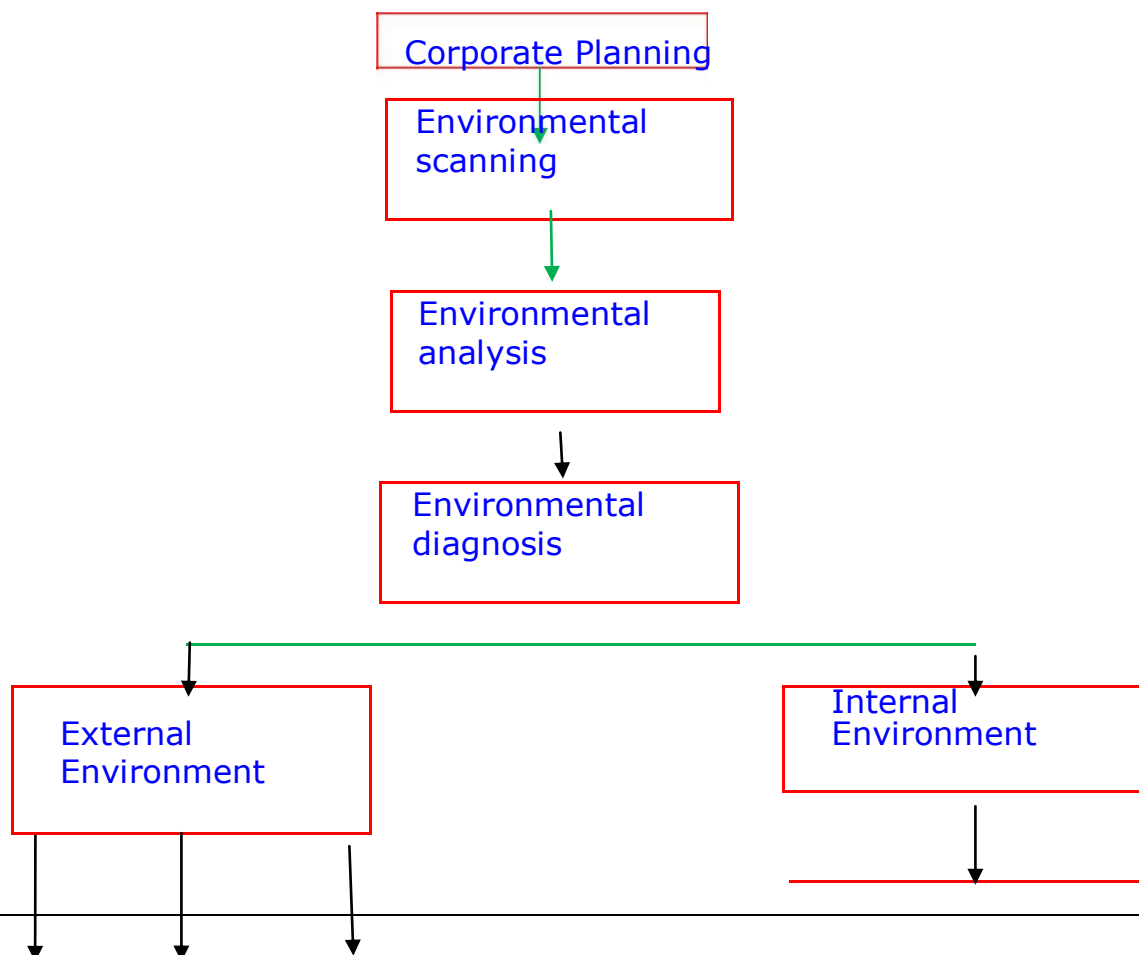 Corporate Planning
Environmental
scanning
Environmental
analysis
Environmental
diagnosis
External
Environment
Internal
Environment